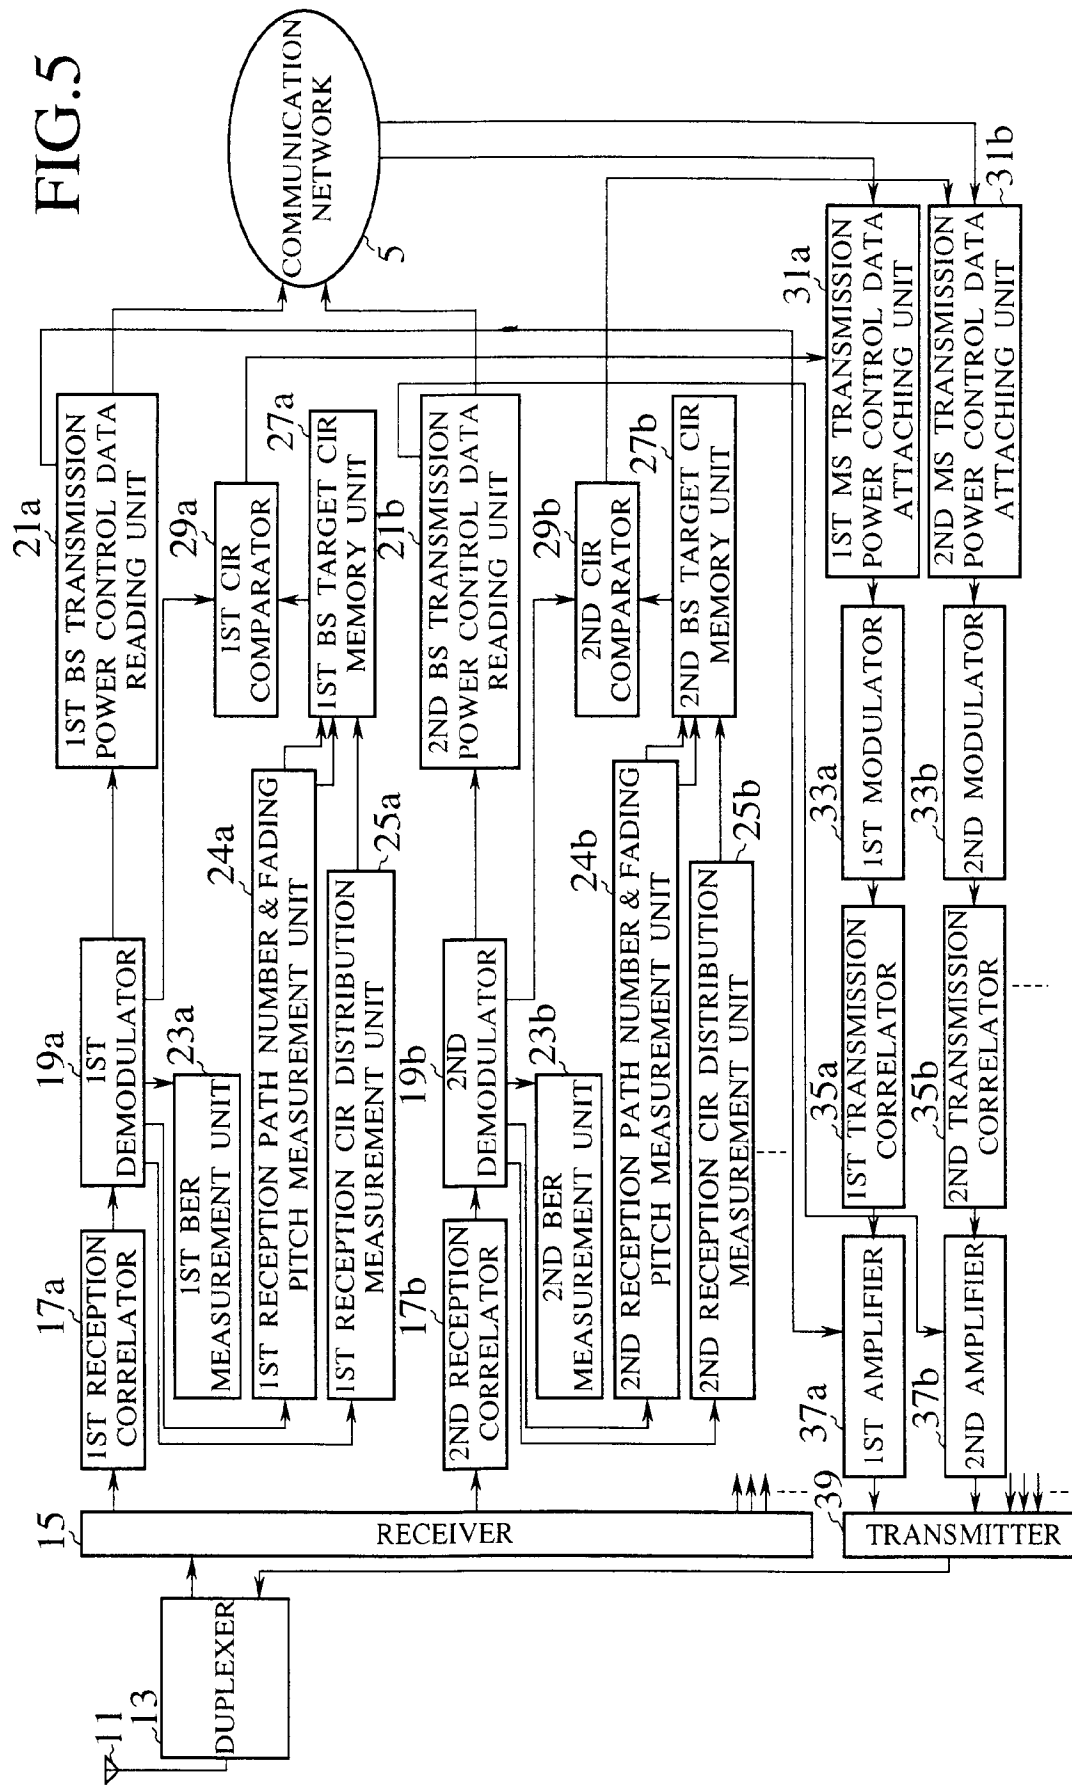 FIG.5
11
13
DUPLEXER
15
RECEIVER
17a
1ST RECEPTION
CORRELATOR
19a
1ST
DEMODULATOR
21a
1ST BS TRANSMISSION
POWER CONTROL DATA
READING UNIT
COMMUNICATION
NETWORK
5
23a
1ST BER
MEASUREMENT UNIT
24a
1ST RECEPTION PATH NUMBER & FADING
PITCH MEASUREMENT UNIT
25a
1ST RECEPTION CIR DISTRIBUTION
MEASUREMENT UNIT
29a
1ST CIR
COMPARATOR
27a
1ST BS TARGET CIR
MEMORY UNIT
17b
2ND RECEPTION
CORRELATOR
19b
2ND
DEMODULATOR
21b
2ND BS TRANSMISSION
POWER CONTROL DATA
READING UNIT
23b
2ND BER
MEASUREMENT UNIT
24b
2ND RECEPTION PATH NUMBER & FADING
PITCH MEASUREMENT UNIT
25b
2ND RECEPTION CIR DISTRIBUTION
MEASUREMENT UNIT
29b
2ND CIR
COMPARATOR
27b
2ND BS TARGET CIR
MEMORY UNIT
39
TRANSMITTER
37a
1ST AMPLIFIER
35a
1ST TRANSMISSION
CORRELATOR
33a
1ST MODULATOR
31a
1ST MS TRANSMISSION
POWER CONTROL DATA
ATTACHING UNIT
37b
2ND AMPLIFIER
35b
2ND TRANSMISSION
CORRELATOR
33b
2ND MODULATOR
31b
2ND MS TRANSMISSION
POWER CONTROL DATA
ATTACHING UNIT